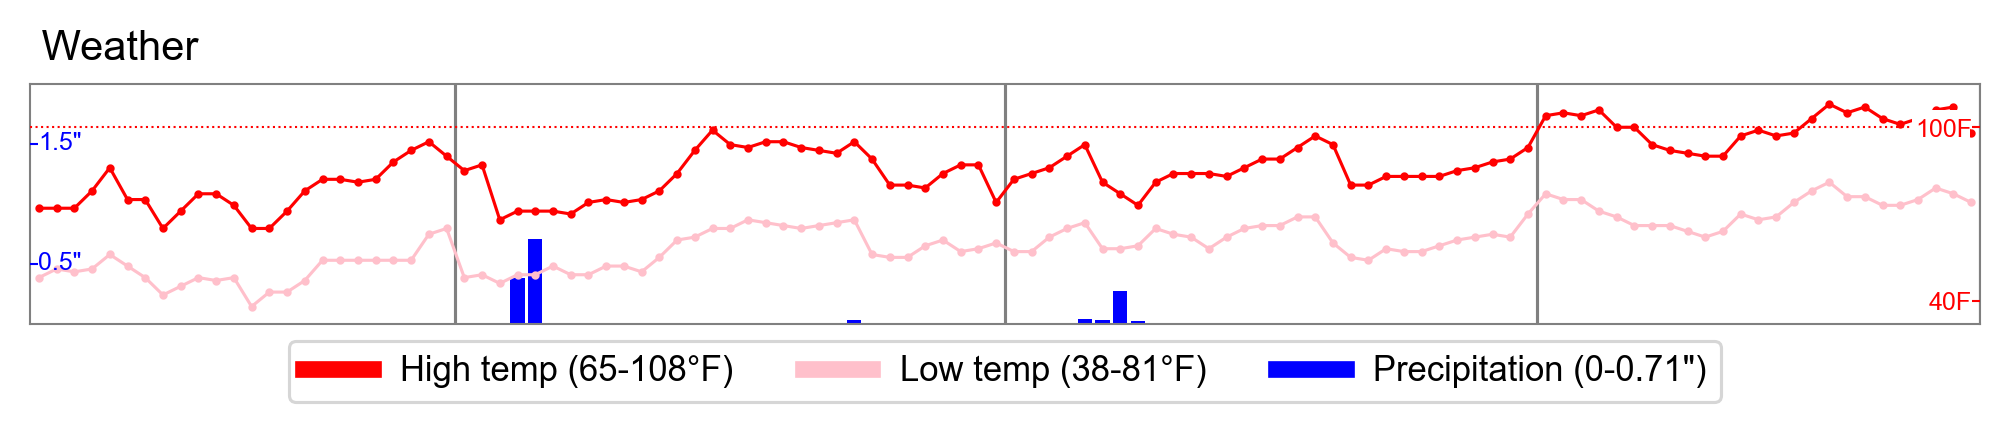 Weather
1.5"
100F
0.5"
40F
High temp (65-108°F) Low temp (38-81°F) Precipitation (0-0.71")